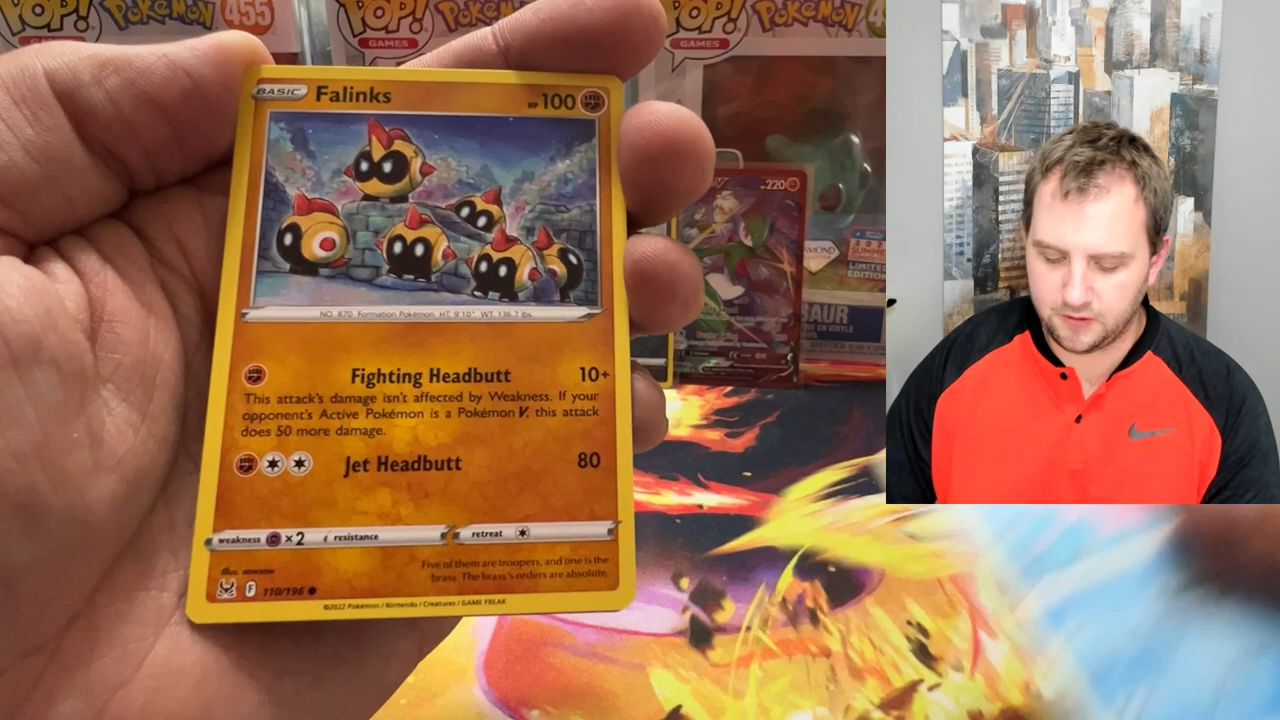 POP!
GAMES
POKÉMON
455
POP!
GAMES
POKÉMON
POP!
GAMES
POKÉMON
BASIC Falinks HP 100
NO. 870 Formation Pokémon HT: 9'10" WT: 136.7 lbs.
Fighting Headbutt 10+
This attack's damage isn't affected by Weakness. If your
opponent's Active Pokémon is a Pokémon V, this attack
does 50 more damage.
Jet Headbutt 80
weakness ×2 resistance retreat
Five of them are troopers, and one is the
brass. The brass's orders are absolute.
F 110/196
©2022 Pokémon / Nintendo / Creatures / GAME FREAK
220
LIMITED
EDITION